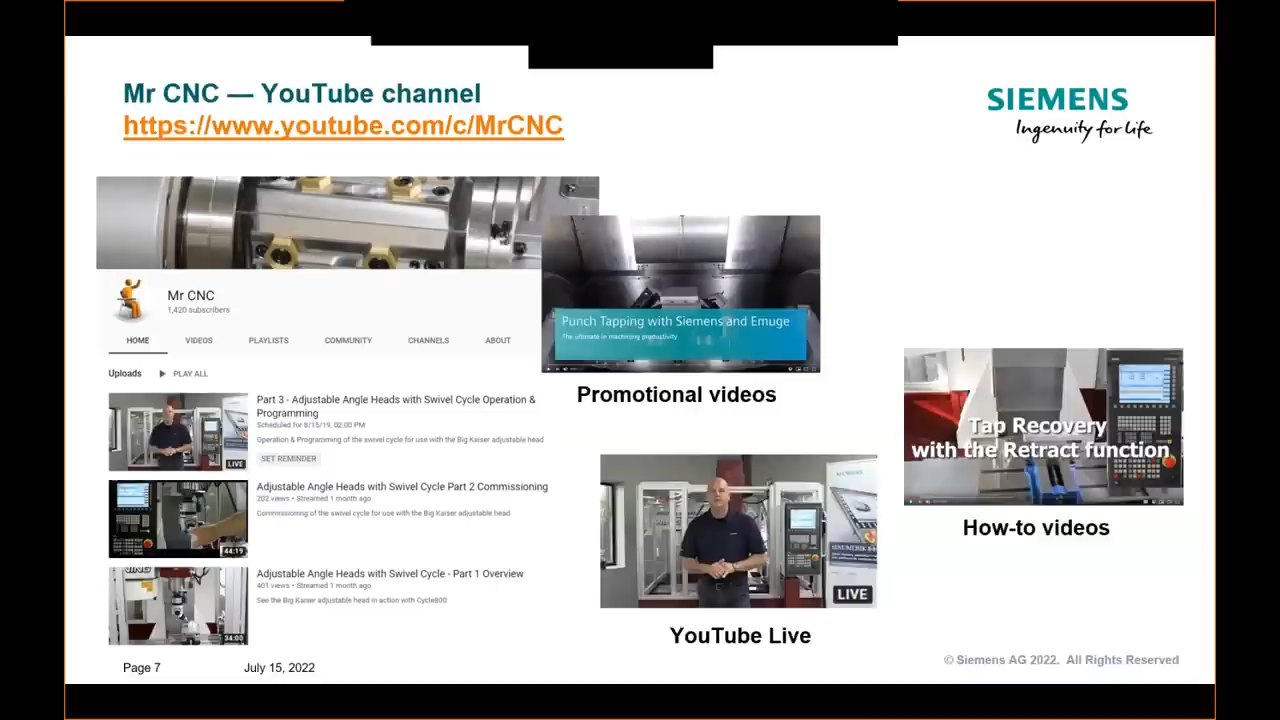 Mr CNC — YouTube channel
https://www.youtube.com/c/MrCNC
SIEMENS
Ingenuity for life
Mr CNC
1,420 subscribers
HOME VIDEOS PLAYLISTS COMMUNITY CHANNELS ABOUT
Uploads PLAY ALL
Part 3 - Adjustable Angle Heads with Swivel Cycle Operation &
Programming
Scheduled for 8/15/19, 02:00 PM
Operation & Programming of the swivel cycle for use with the Big Kaiser adjustable head
SET REMINDER
LIVE
Adjustable Angle Heads with Swivel Cycle Part 2 Commissioning
202 views • Streamed 1 month ago
Commissioning of the swivel cycle for use with the Big Kaiser adjustable head
44:19
Adjustable Angle Heads with Swivel Cycle - Part 1 Overview
401 views • Streamed 1 month ago
See the Big Kaiser adjustable head in action with Cycle800
34:00
Punch Tapping with Siemens and Emuge
The ultimate in machining productivity
Promotional videos
Tap Recovery
with the Retract function
How-to videos
SIEMENS
LIVE
YouTube Live
Page 7 July 15, 2022
© Siemens AG 2022. All Rights Reserved